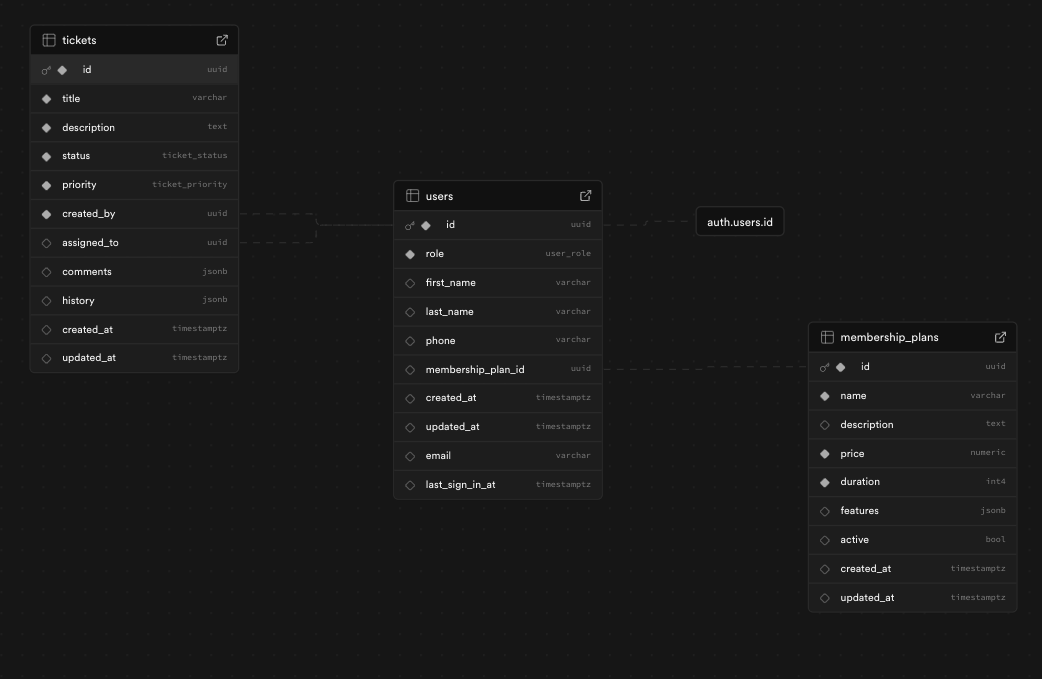 tickets
id uuid
title varchar
description text
status ticket_status
priority ticket_priority
created_by uuid
assigned_to uuid
comments jsonb
history jsonb
created_at timestamptz
updated_at timestamptz
users
id uuid
role user_role
first_name varchar
last_name varchar
phone varchar
membership_plan_id uuid
created_at timestamptz
updated_at timestamptz
email varchar
last_sign_in_at timestamptz
auth.users.id
membership_plans
id uuid
name varchar
description text
price numeric
duration int4
features jsonb
active bool
created_at timestamptz
updated_at timestamptz